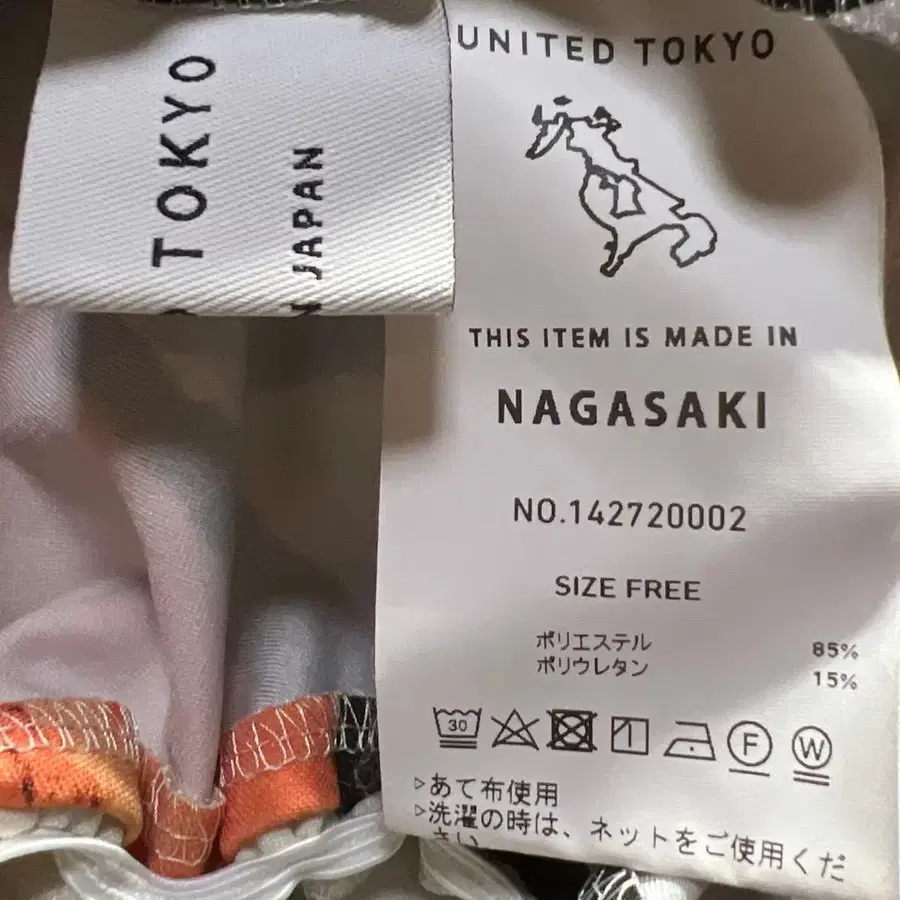 TOKYO
JAPAN
UNITED TOKYO
THIS ITEM IS MADE IN
NAGASAKI
NO.142720002
SIZE FREE
ポリエステル 85%
ポリウレタン 15%
30 F W
▷あて布使用
▷洗濯の時は、ネットをご使用くだ
さい